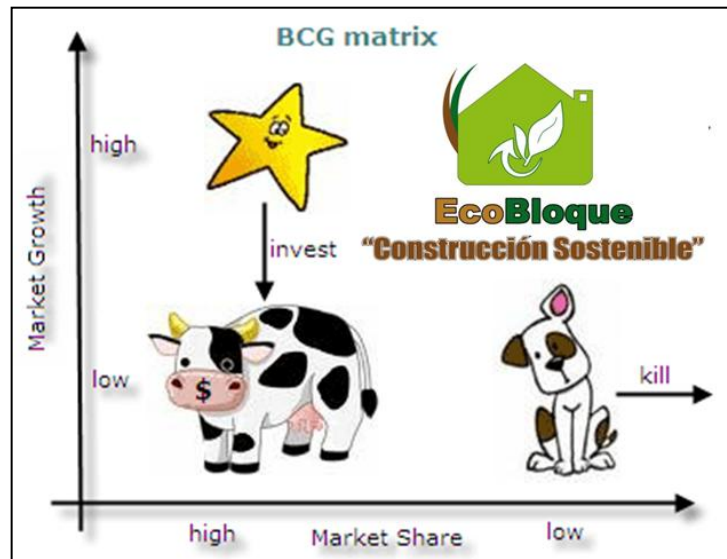 BCG matrix
high
EcoBloque
"Construcción Sostenible"
invest
Market Growth
low
$
kill
high
Market Share
low